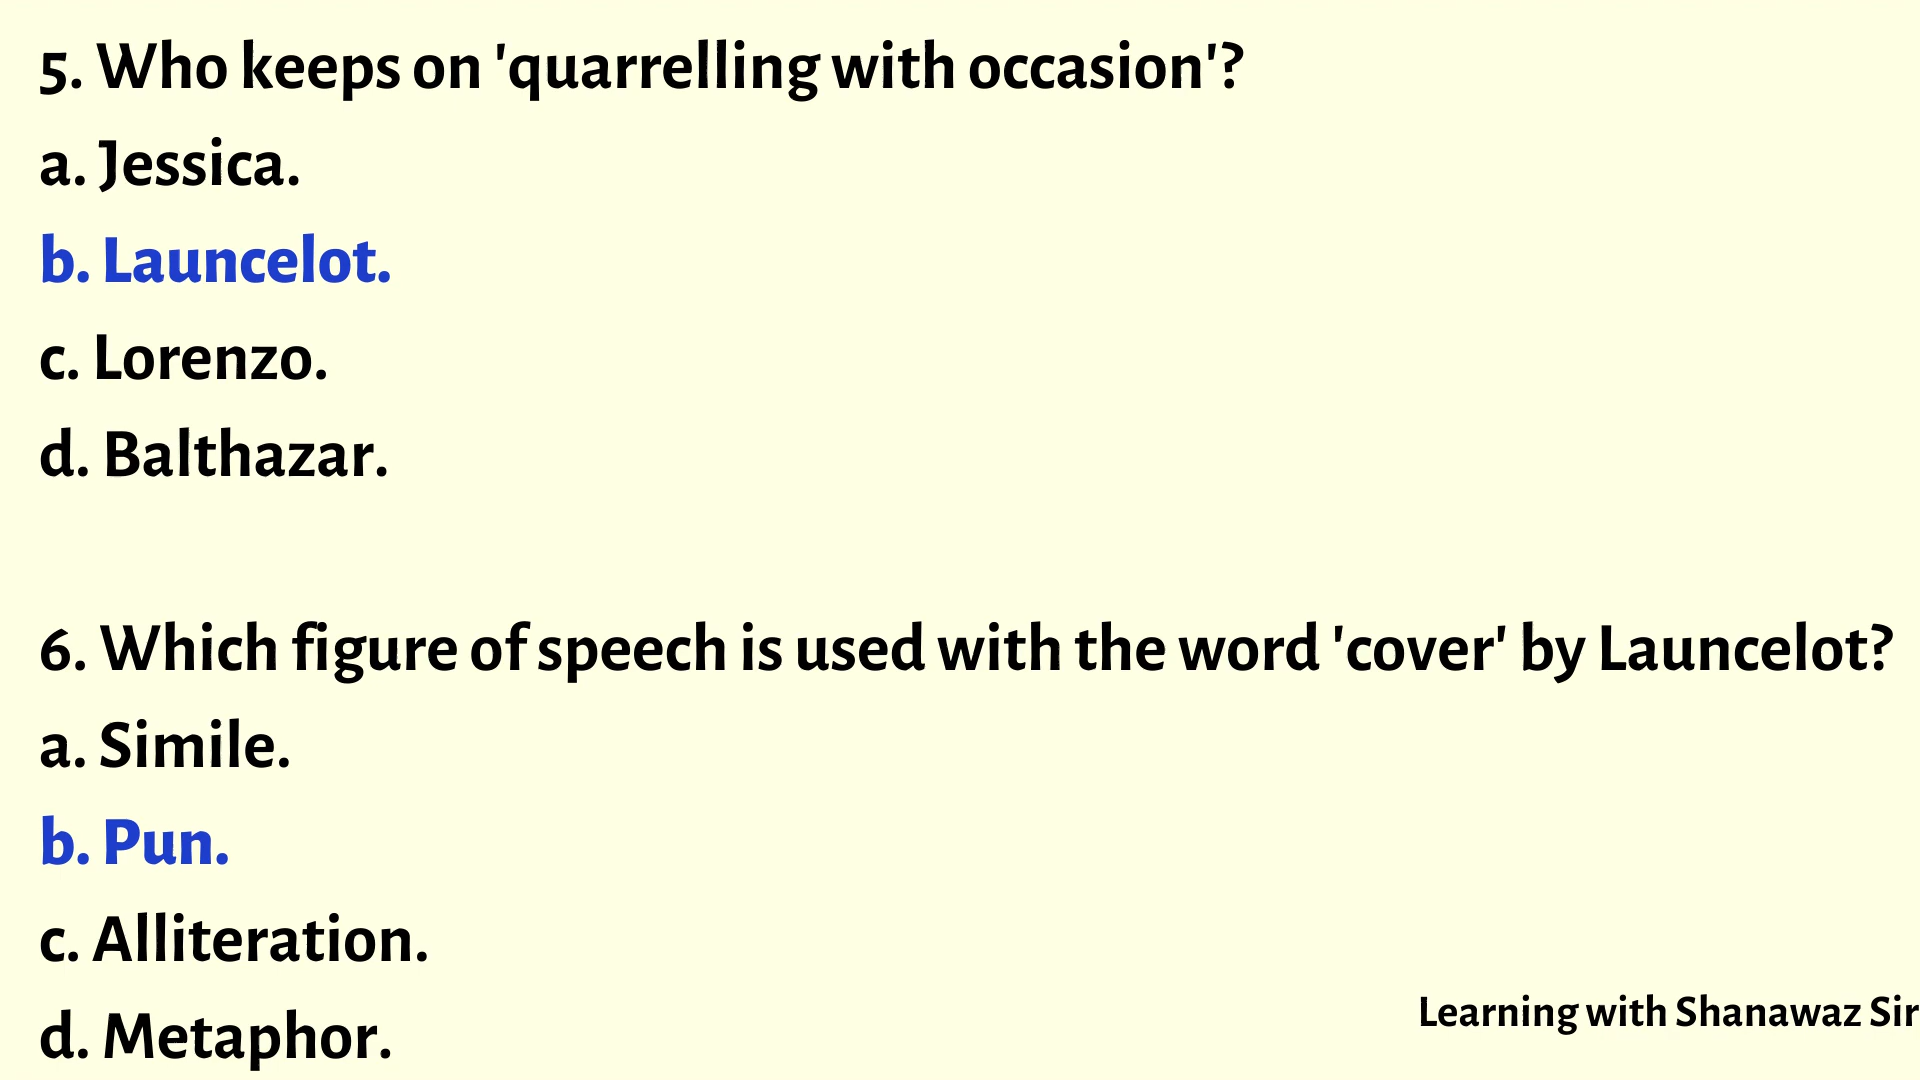 5. Who keeps on 'quarrelling with occasion'?
a. Jessica.
b. Launcelot.
c. Lorenzo.
d. Balthazar.
6. Which figure of speech is used with the word 'cover' by Launcelot?
a. Simile.
b. Pun.
c. Alliteration.
d. Metaphor.
Learning with Shanawaz Sir